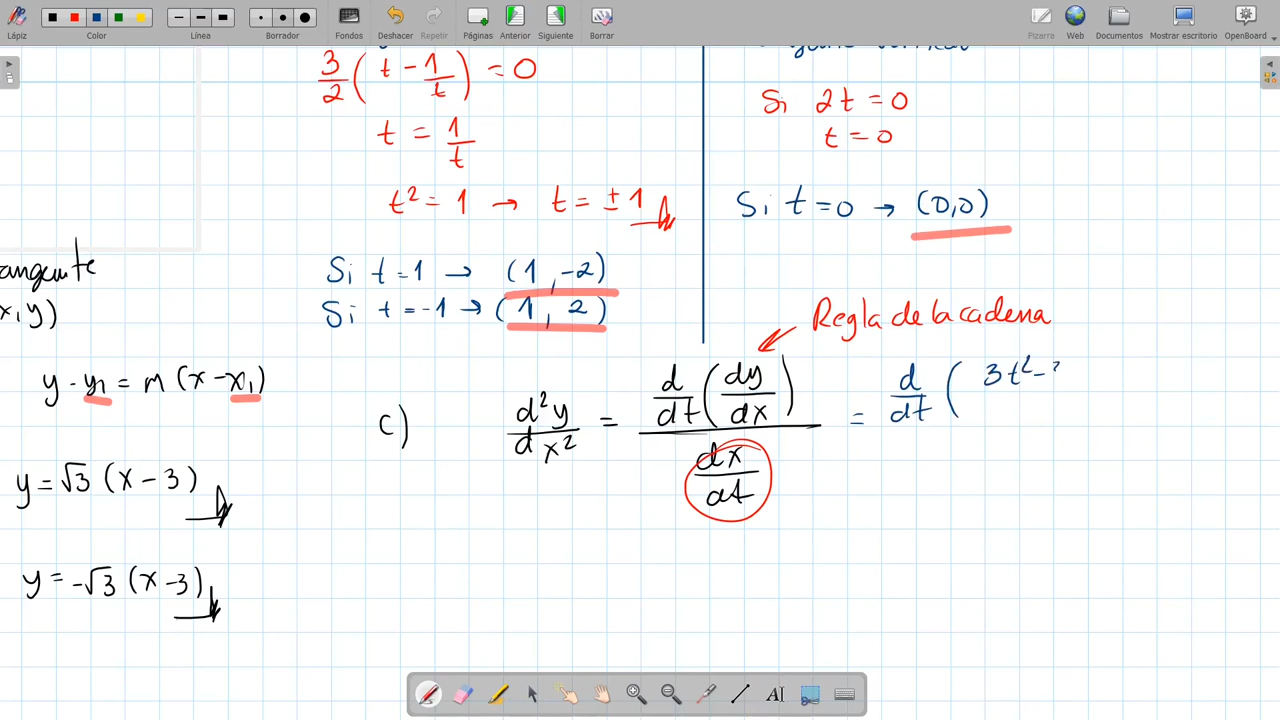 Lápiz Color Línea Borrador Fondos Deshacer Repetir Páginas Anterior Siguiente Borrar Pizarra Web Documentos Mostrar escritorio OpenBoard
3/2 ( t - 1/t ) = 0
t = 1/t
t² = 1 → t = ±1
Si 2t = 0
t = 0
Si t = 0 → (0,0)
Si t = 1 → (1, -2)
Si t = -1 → (1, 2)
angente
(x,y)
y - y₁ = m (x - x₁)
y = √3 (x - 3)
y = -√3 (x - 3)
Regla de la cadena
c) d²y/dx² = d/dt (dy/dx) / dx/dt = d/dt ( 3t² -